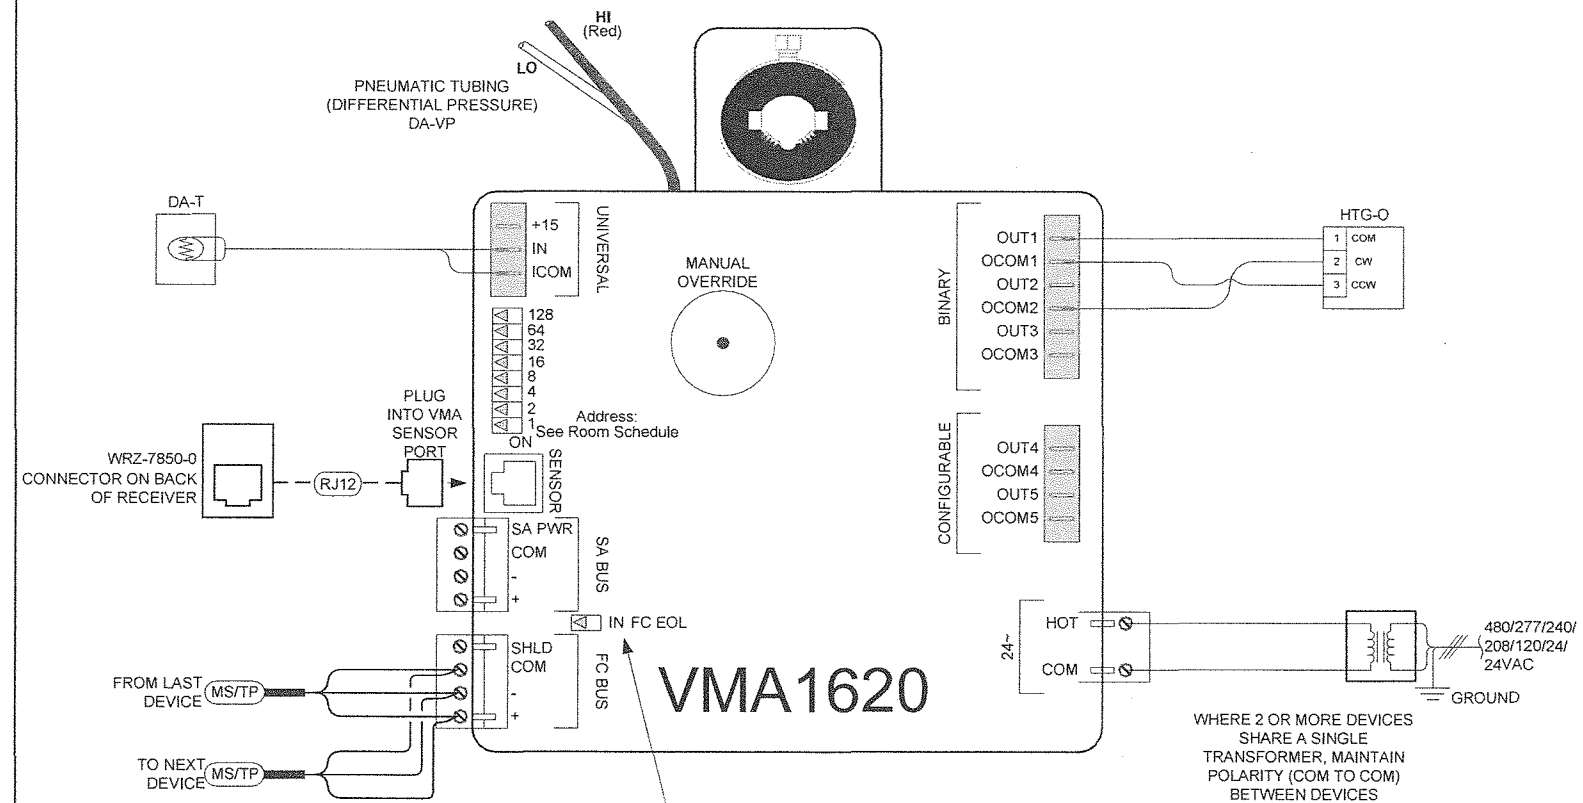 HI
(Red)
LO
PNEUMATIC TUBING
(DIFFERENTIAL PRESSURE)
DA-VP
DA-T
+15
IN
ICOM
UNIVERSAL
128
64
32
16
8
4
2
1
ON
Address:
See Room Schedule
MANUAL
OVERRIDE
BINARY
OUT1
OCOM1
OUT2
OCOM2
OUT3
OCOM3
HTG-O
1 COM
2 CW
3 CCW
CONFIGURABLE
OUT4
OCOM4
OUT5
OCOM5
PLUG
INTO VMA
SENSOR
PORT
WRZ-7850-0
CONNECTOR ON BACK
OF RECEIVER
RJ12
SENSOR
SA PWR
COM
-
+
SA BUS
IN FC EOL
SHLD
COM
-
+
FC BUS
FROM LAST
DEVICE
MS/TP
TO NEXT
DEVICE
MS/TP
VMA1620
24~
HOT
COM
480/277/240/
208/120/24/
24VAC
GROUND
WHERE 2 OR MORE DEVICES
SHARE A SINGLE
TRANSFORMER, MAINTAIN
POLARITY (COM TO COM)
BETWEEN DEVICES